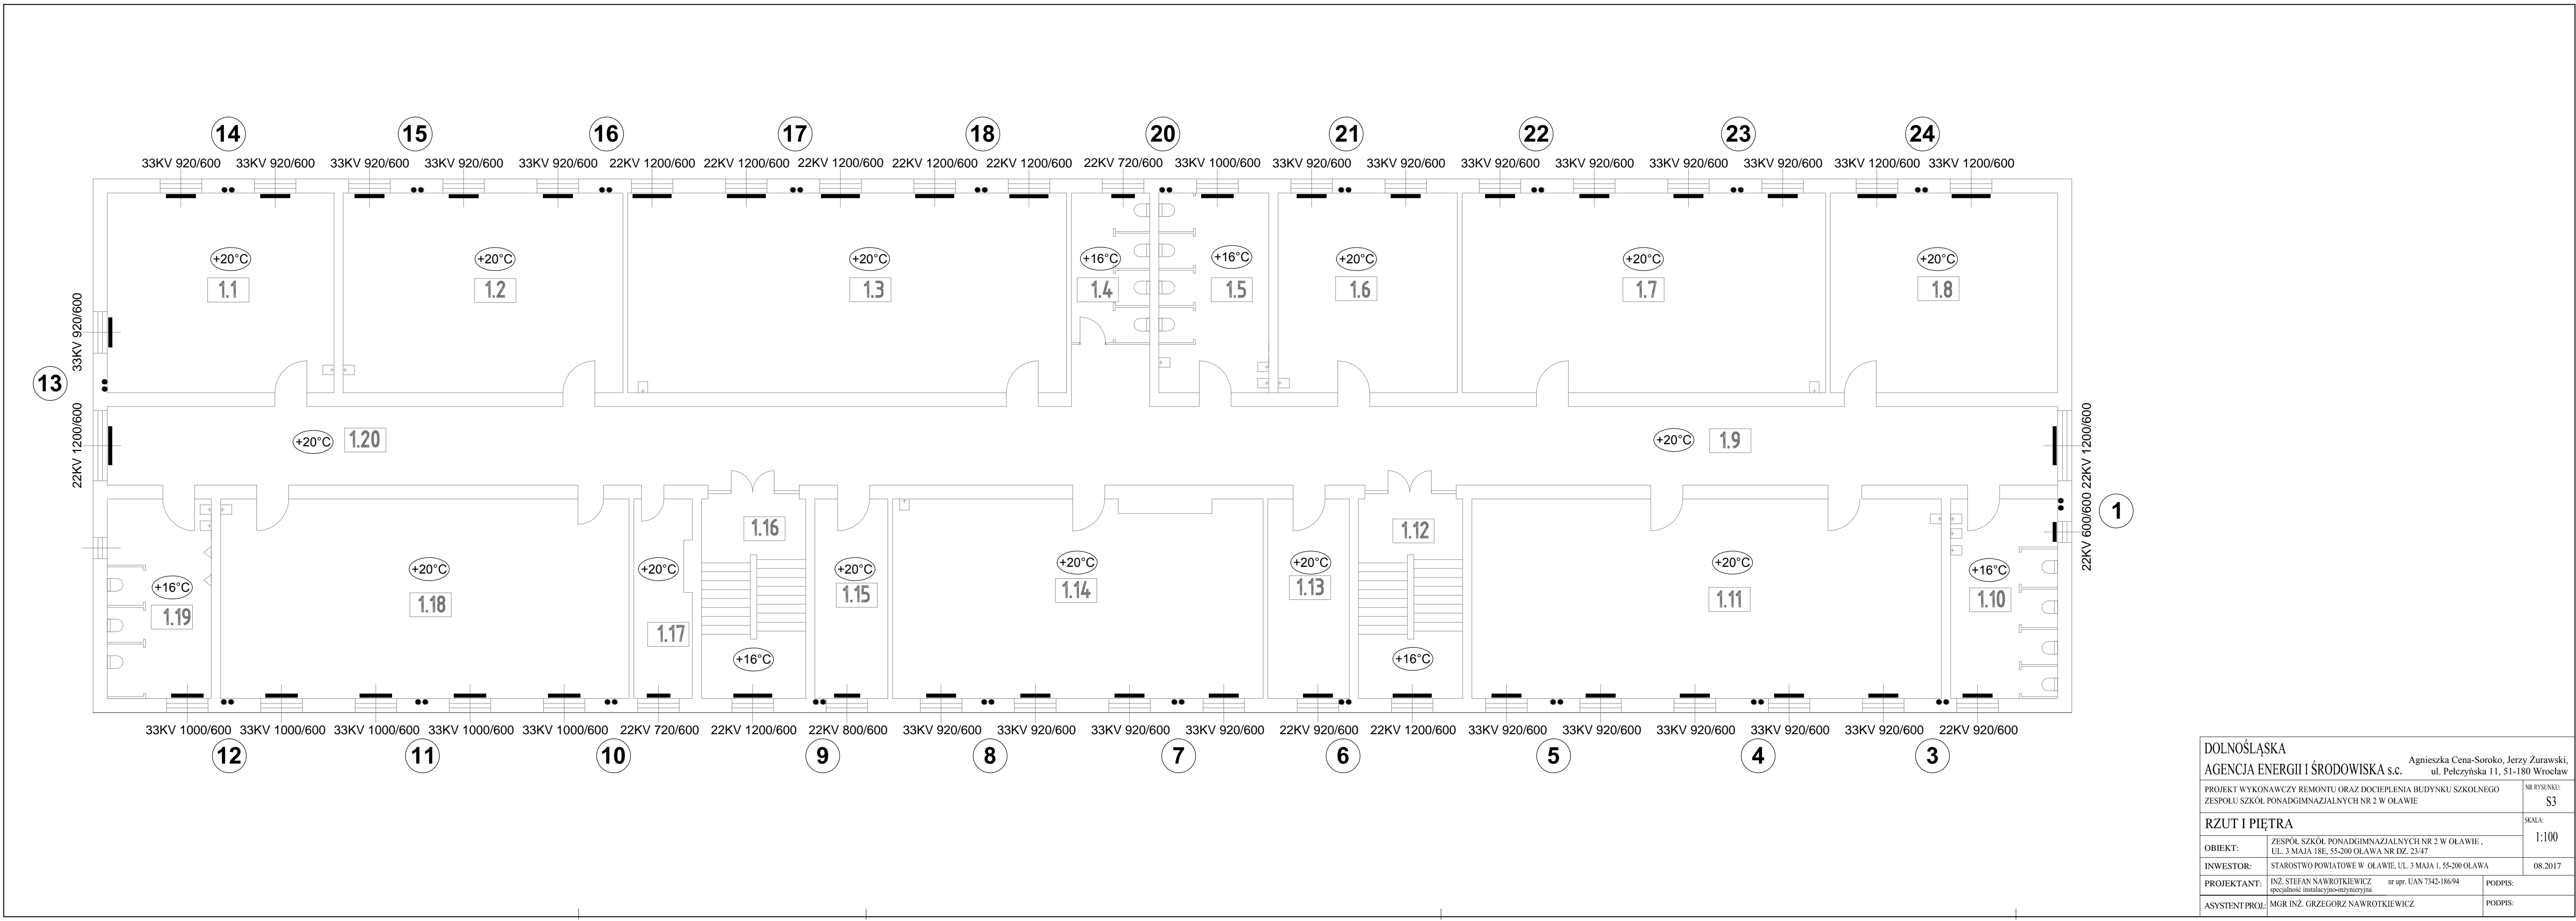 14 15 16 17 18 20 21 22 23 24
33KV 920/600 33KV 920/600 33KV 920/600 33KV 920/600 33KV 920/600 22KV 1200/600 22KV 1200/600 22KV 1200/600 22KV 1200/600 22KV 1200/600 22KV 720/600 33KV 1000/600 33KV 920/600 33KV 920/600 33KV 920/600 33KV 920/600 33KV 920/600 33KV 920/600 33KV 1200/600 33KV 1200/600
+20°C +20°C +20°C +16°C +16°C +20°C +20°C +20°C
1.1 1.2 1.3 1.4 1.5 1.6 1.7 1.8
33KV 920/600
13
22KV 1200/600
+20°C 1.20 +20°C 1.9
22KV 1200/600
22KV 600/600
1
1.16 1.12
+20°C +20°C +20°C +20°C +20°C +20°C +16°C
+16°C
1.19 1.18 1.17 1.15 1.14 1.13 1.11 1.10
+16°C +16°C
33KV 1000/600 33KV 1000/600 33KV 1000/600 33KV 1000/600 33KV 1000/600 22KV 720/600 22KV 1200/600 22KV 800/600 33KV 920/600 33KV 920/600 33KV 920/600 33KV 920/600 22KV 920/600 22KV 1200/600 33KV 920/600 33KV 920/600 33KV 920/600 33KV 920/600 33KV 920/600 22KV 920/600
12 11 10 9 8 7 6 5 4 3
DOLNOŚLĄSKA
AGENCJA ENERGII I ŚRODOWISKA s.c.
Agnieszka Cena-Soroko, Jerzy Żurawski,
ul. Pełczyńska 11, 51-180 Wrocław
PROJEKT WYKONAWCZY REMONTU ORAZ DOCIEPLENIA BUDYNKU SZKOLNEGO
ZESPOŁU SZKÓŁ PONADGIMNAZJALNYCH NR 2 W OŁAWIE
NR RYSUNKU:
S3
RZUT I PIĘTRA
SKALA:
1:100
OBIEKT:
ZESPÓŁ SZKÓŁ PONADGIMNAZJALNYCH NR 2 W OŁAWIE ,
UL. 3 MAJA 18E, 55-200 OŁAWA NR DZ. 23/47
INWESTOR: STAROSTWO POWIATOWE W OŁAWIE, UL. 3 MAJA 1, 55-200 OŁAWA 08.2017
PROJEKTANT: INŻ. STEFAN NAWROTKIEWICZ nr upr. UAN 7342-186/94 PODPIS:
specjalność instalacyjno-inżynieryjna
ASYSTENT PROJ.: MGR INŻ. GRZEGORZ NAWROTKIEWICZ PODPIS: